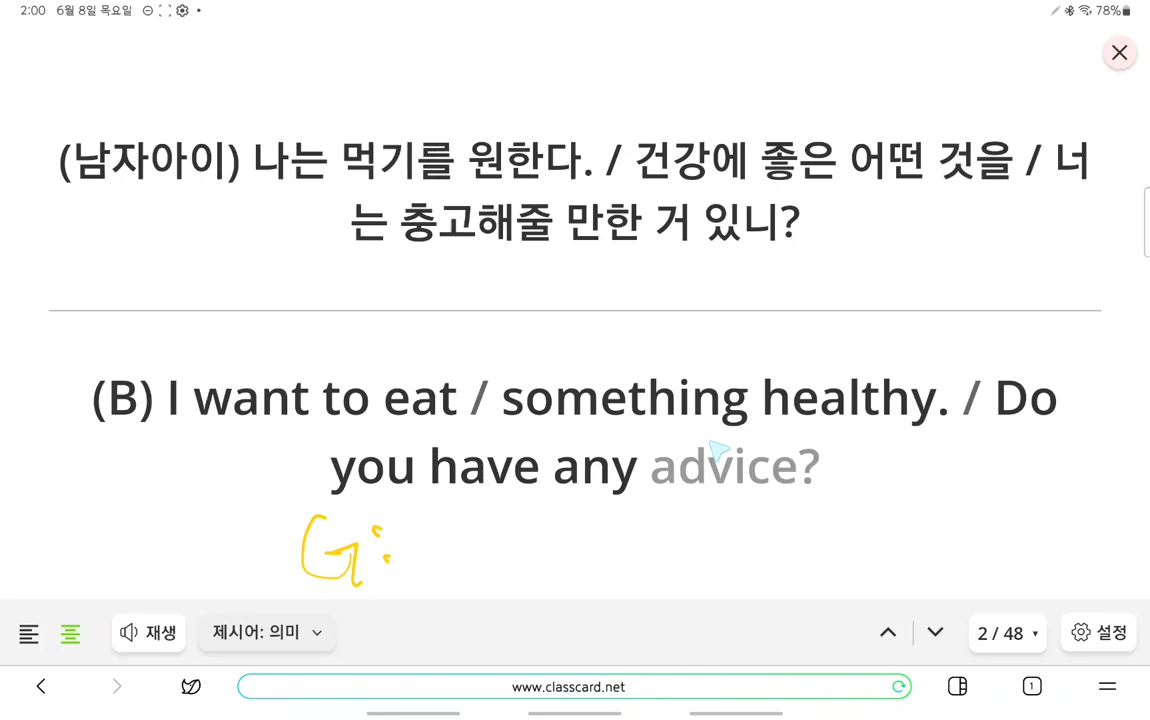 2:00 6월 8일 목요일 78%
(남자아이) 나는 먹기를 원한다. / 건강에 좋은 어떤 것을 / 너
는 충고해줄 만한 거 있니?
(B) I want to eat / something healthy. / Do
you have any advice?
G:
재생 제시어: 의미 2 / 48 설정
www.classcard.net 1